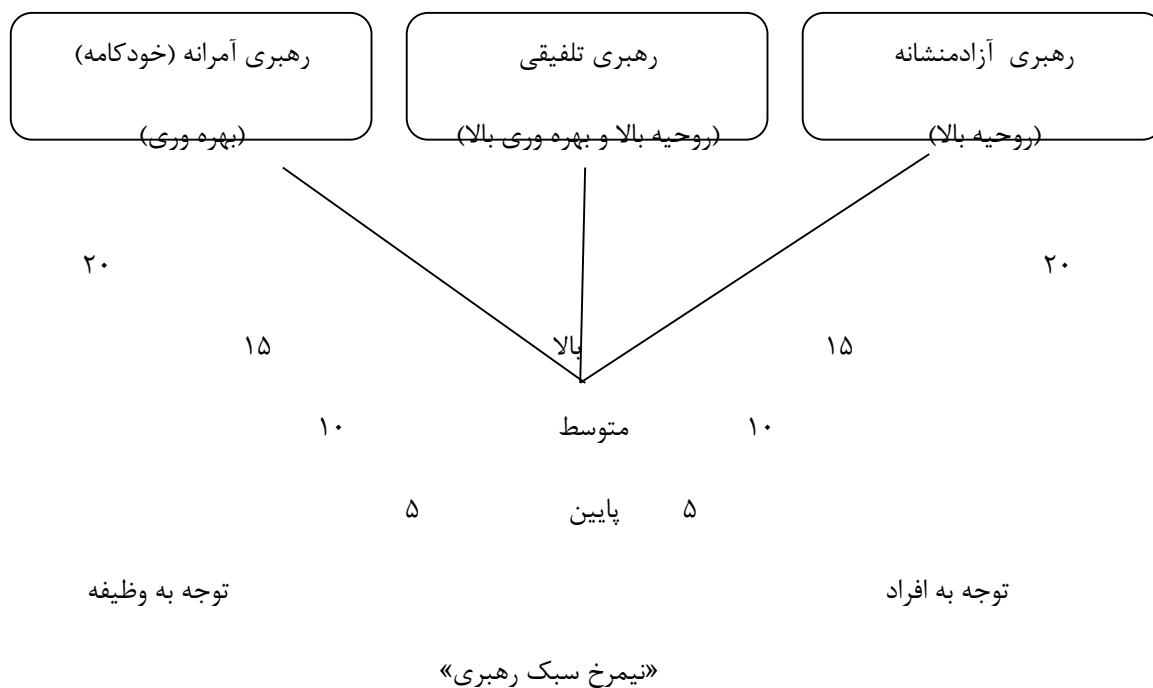 رهبری آزادمنشانه
(روحیه بالا)
رهبری تلفیقی
(روحیه بالا و بهره وری بالا)
رهبری آمرانه (خودکامه)
(بهره وری)
۲۰ ۲۰
۱۵ بالا ۱۵
۱۰ متوسط ۱۰
۵ پایین ۵
توجه به افراد توجه به وظیفه
«نیمرخ سبک رهبری»